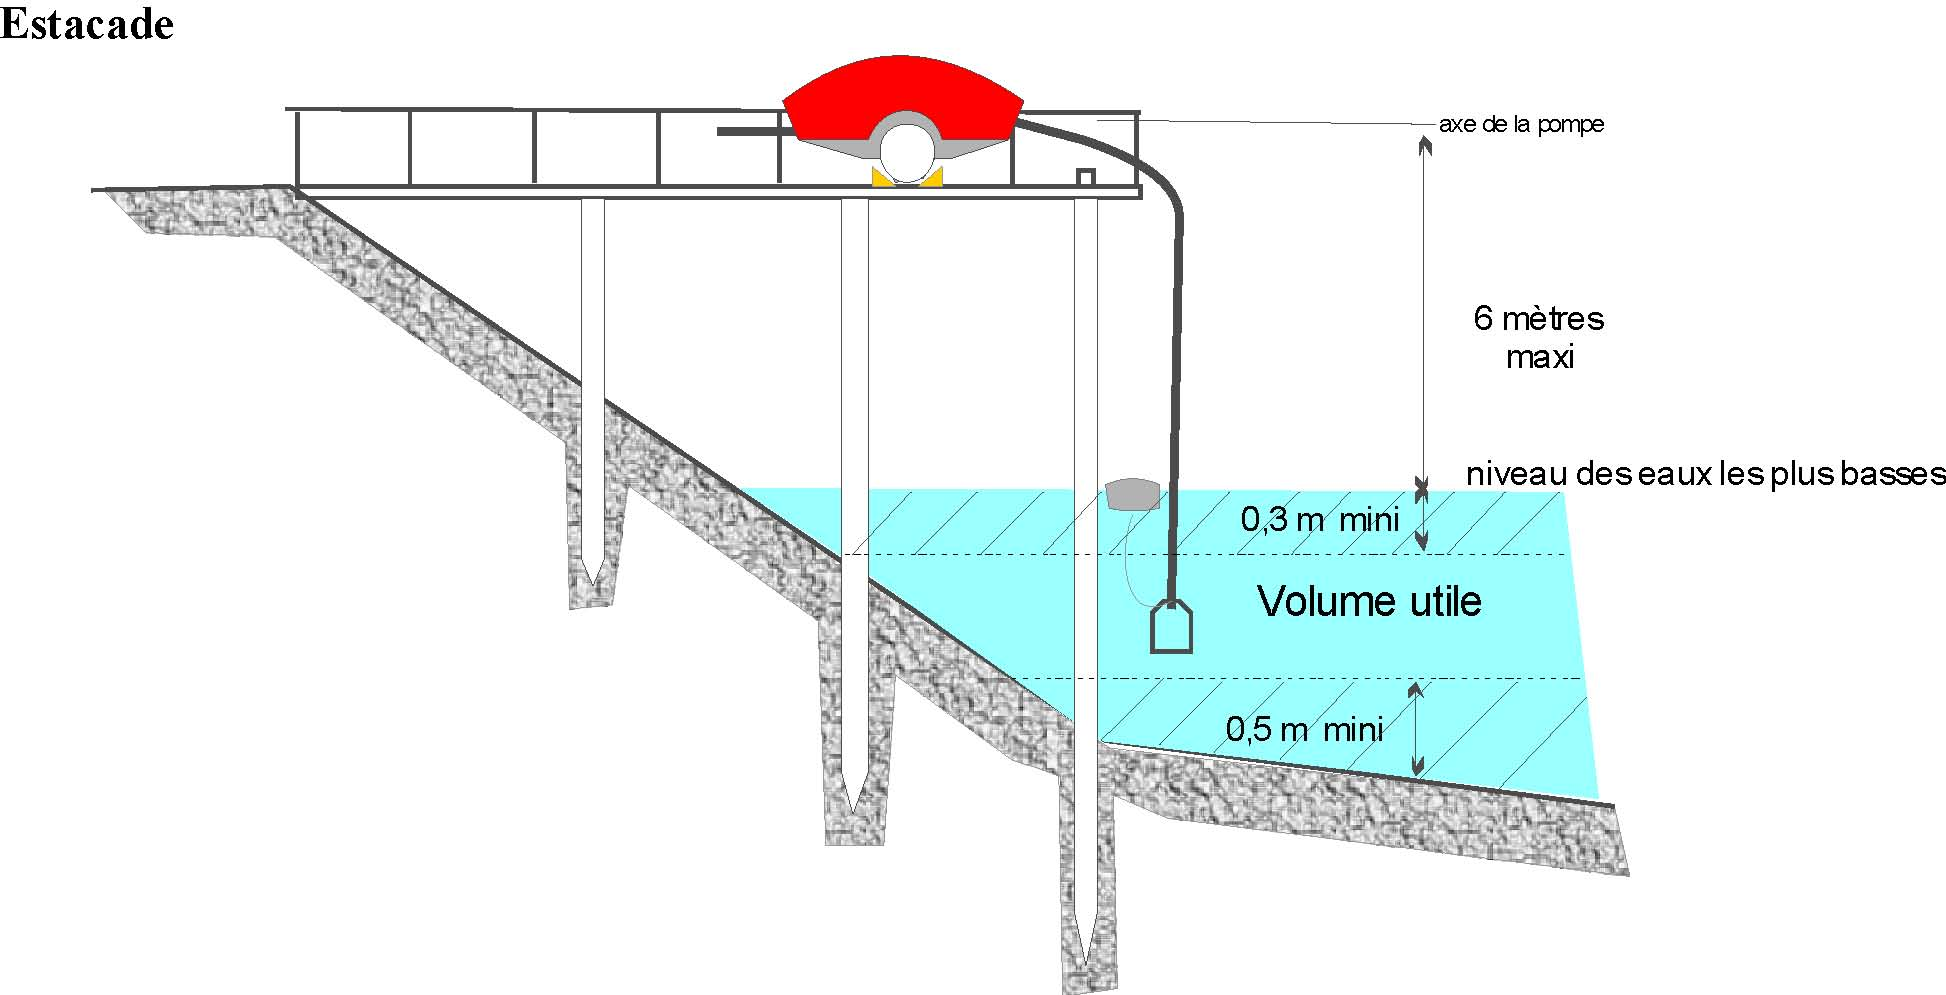 Estacade
axe de la pompe
6 mètres
maxi
niveau des eaux les plus basses
0,3 m mini
Volume utile
0,5 m mini